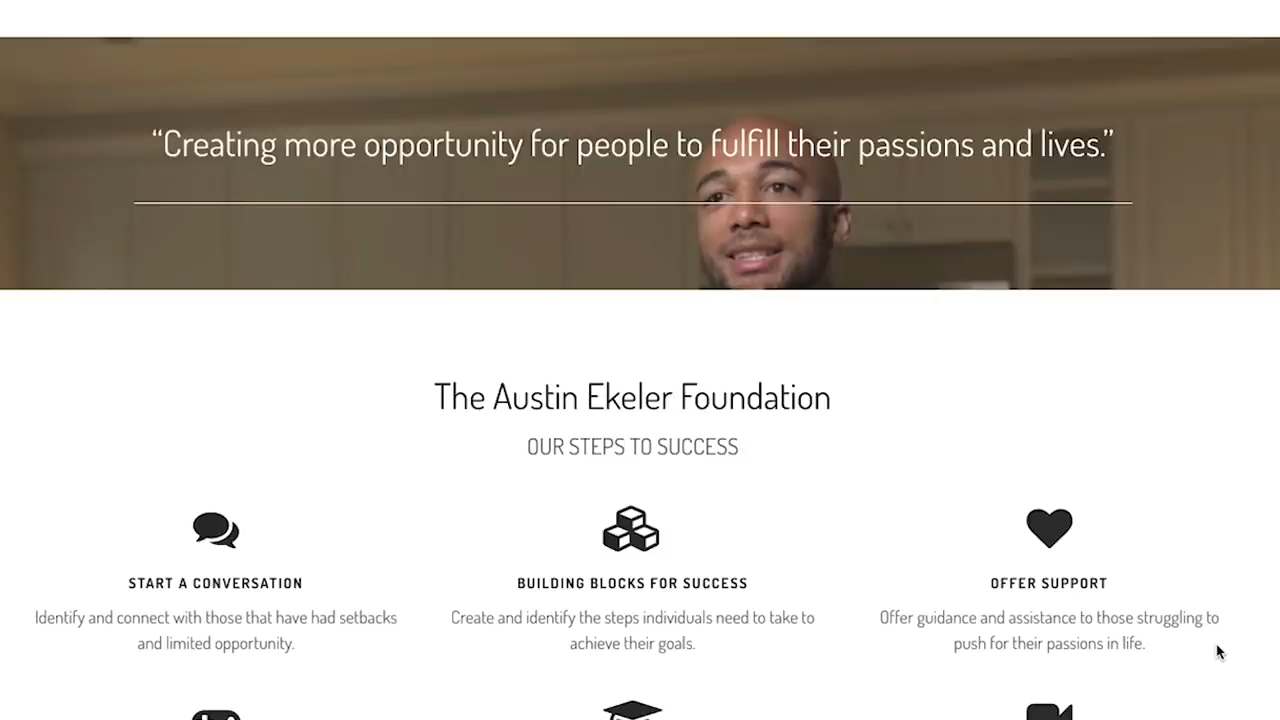 “Creating more opportunity for people to fulfill their passions and lives.”
The Austin Ekeler Foundation
OUR STEPS TO SUCCESS
START A CONVERSATION
Identify and connect with those that have had setbacks
and limited opportunity.
BUILDING BLOCKS FOR SUCCESS
Create and identify the steps individuals need to take to
achieve their goals.
OFFER SUPPORT
Offer guidance and assistance to those struggling to
push for their passions in life.